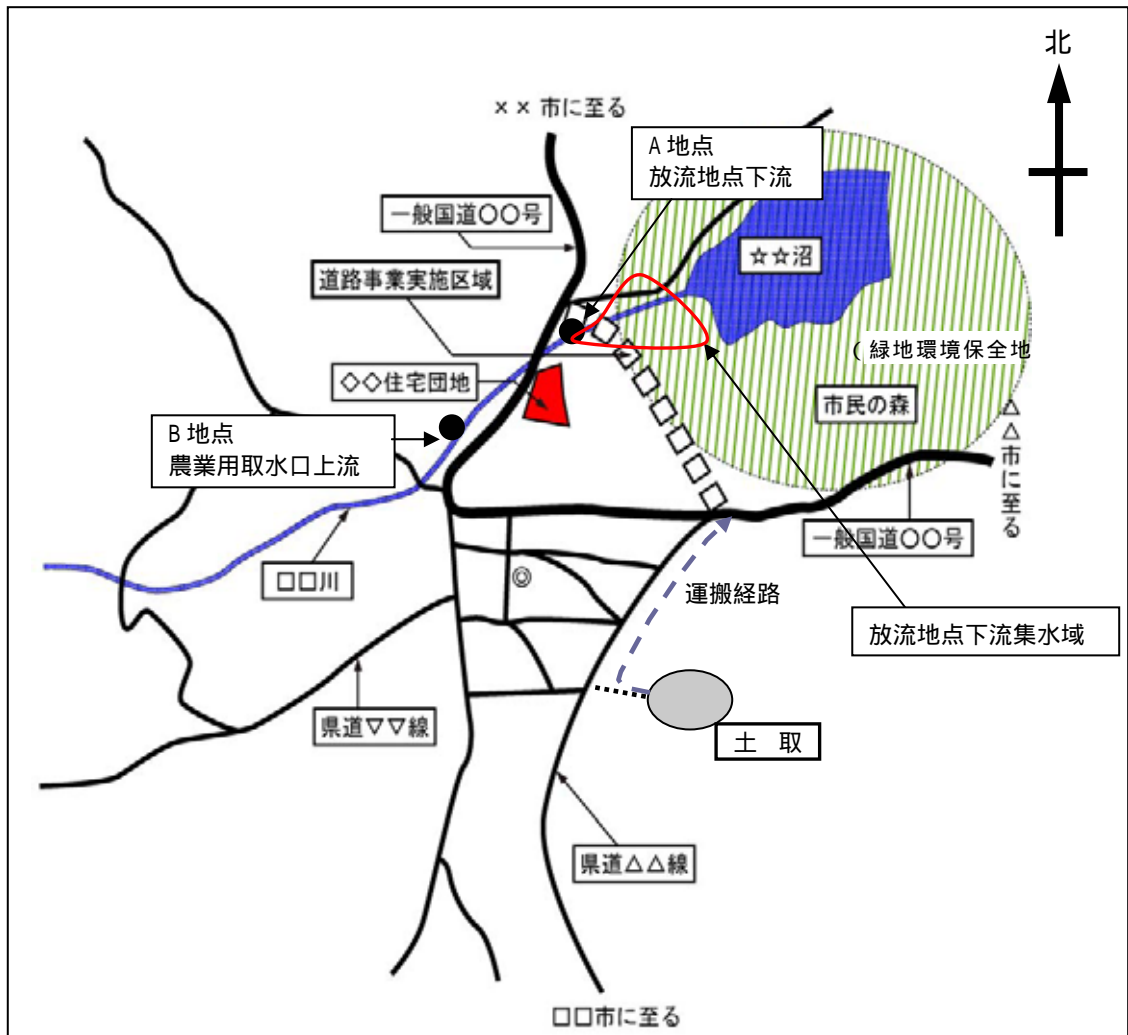 北
××市に至る
A地点
放流地点下流
一般国道〇〇号
☆☆沼
道路事業実施区域
(緑地環境保全地
◇◇住宅団地
市民の森
B地点
農業用取水口上流
△△市に至る
一般国道〇〇号
□□川
◎
運搬経路
放流地点下流集水域
県道▽▽線
土 取
県道△△線
□□市に至る